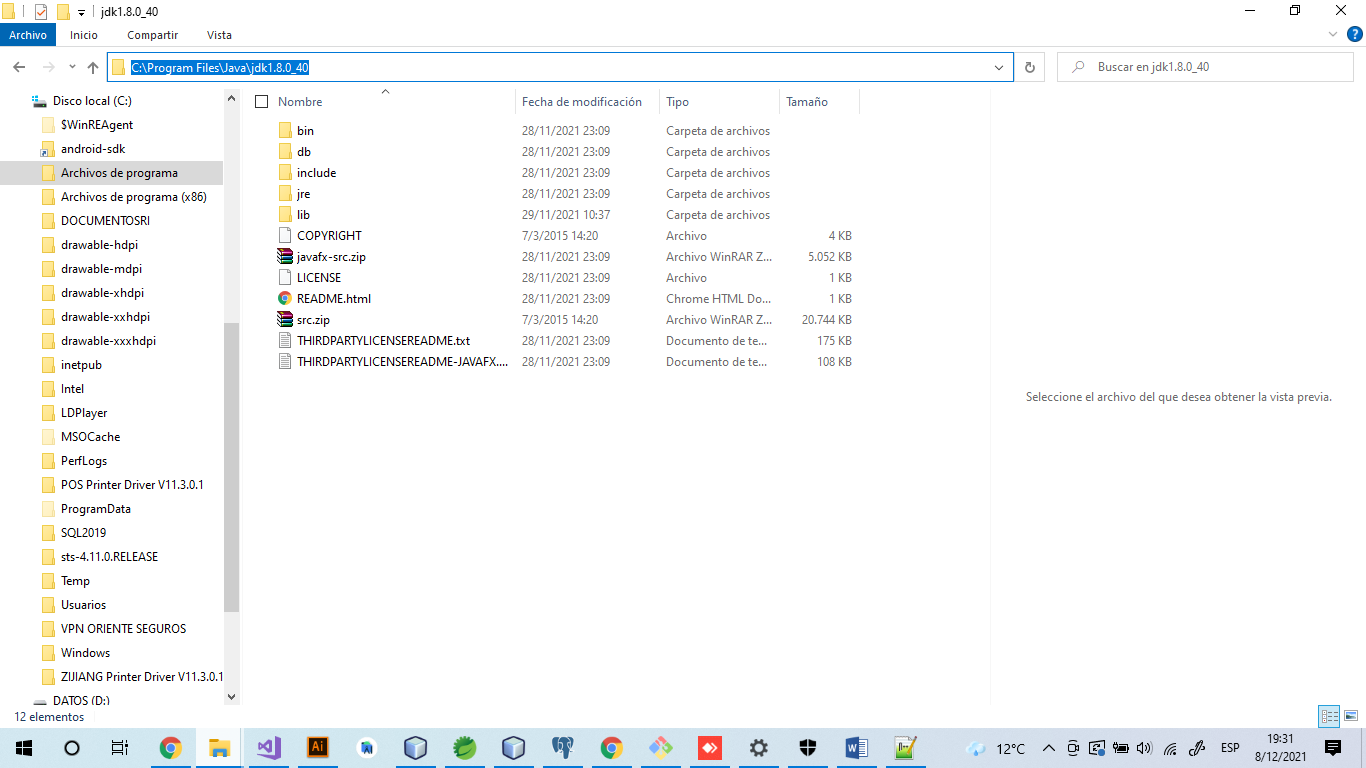 jdk1.8.0_40
Archivo Inicio Compartir Vista
C:\Program Files\Java\jdk1.8.0_40
Buscar en jdk1.8.0_40
Disco local (C:)
$WinREAgent
android-sdk
Archivos de programa
Archivos de programa (x86)
DOCUMENTOSRI
drawable-hdpi
drawable-mdpi
drawable-xhdpi
drawable-xxhdpi
drawable-xxxhdpi
inetpub
Intel
LDPlayer
MSOCache
PerfLogs
POS Printer Driver V11.3.0.1
ProgramData
SQL2019
sts-4.11.0.RELEASE
Temp
Usuarios
VPN ORIENTE SEGUROS
Windows
ZIJIANG Printer Driver V11.3.0.1
DATOS (D:)
Nombre Fecha de modificación Tipo Tamaño
bin 28/11/2021 23:09 Carpeta de archivos
db 28/11/2021 23:09 Carpeta de archivos
include 28/11/2021 23:09 Carpeta de archivos
jre 28/11/2021 23:09 Carpeta de archivos
lib 29/11/2021 10:37 Carpeta de archivos
COPYRIGHT 7/3/2015 14:20 Archivo 4 KB
javafx-src.zip 28/11/2021 23:09 Archivo WinRAR Z... 5.052 KB
LICENSE 28/11/2021 23:09 Archivo 1 KB
README.html 28/11/2021 23:09 Chrome HTML Do... 1 KB
src.zip 7/3/2015 14:20 Archivo WinRAR Z... 20.744 KB
THIRDPARTYLICENSEREADME.txt 28/11/2021 23:09 Documento de te... 175 KB
THIRDPARTYLICENSEREADME-JAVAFX.... 28/11/2021 23:09 Documento de te... 108 KB
Seleccione el archivo del que desea obtener la vista previa.
12 elementos
Ai
W
12°C
ESP
19:31
8/12/2021